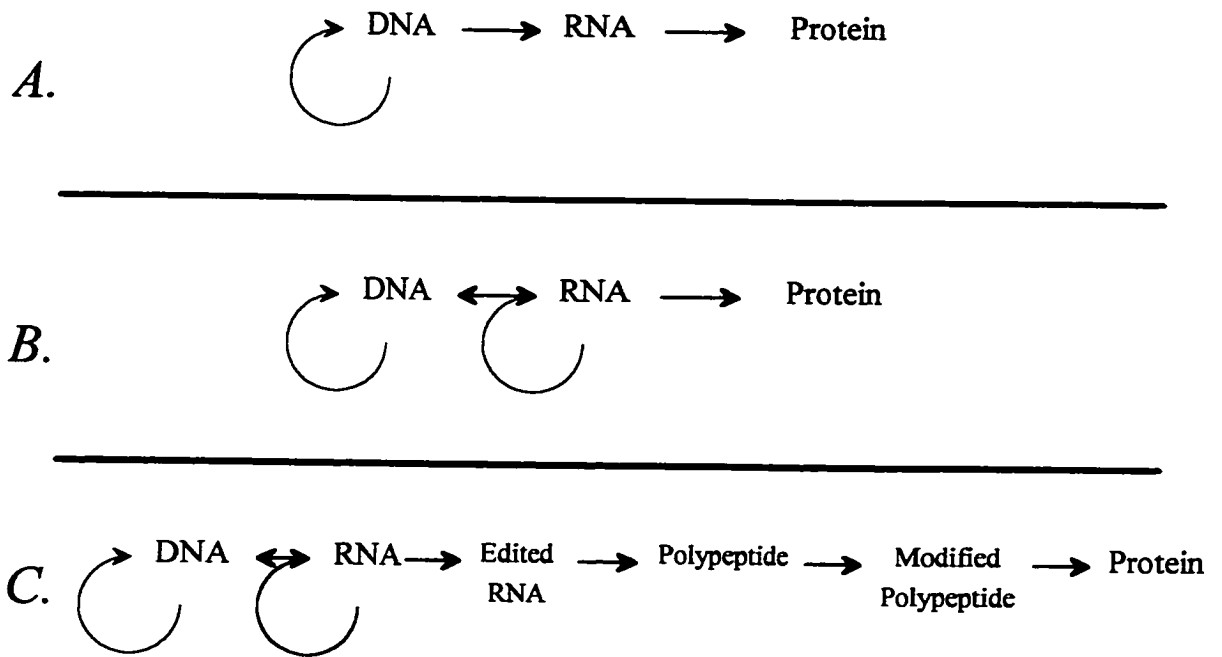 A.
DNA RNA Protein
B.
DNA RNA Protein
C.
DNA RNA Edited RNA Polypeptide Modified Polypeptide Protein